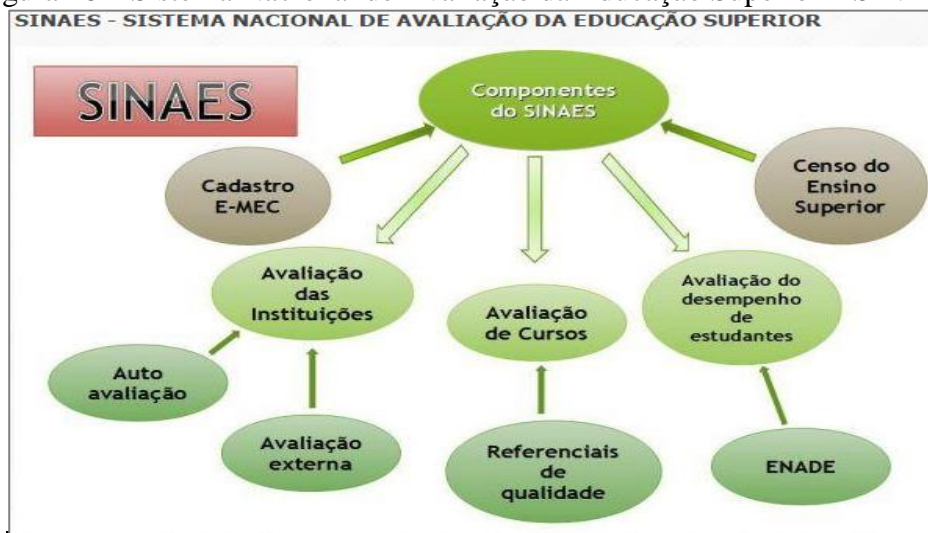 SINAES - SISTEMA NACIONAL DE AVALIAÇÃO DA EDUCAÇÃO SUPERIOR
SINAES
Componentes
do SINAES
Cadastro
E-MEC
Censo do
Ensino
Superior
Avaliação
das
Instituições
Avaliação
de Cursos
Avaliação do
desempenho
de
estudantes
Auto
avaliação
Avaliação
externa
Referenciais
de
qualidade
ENADE